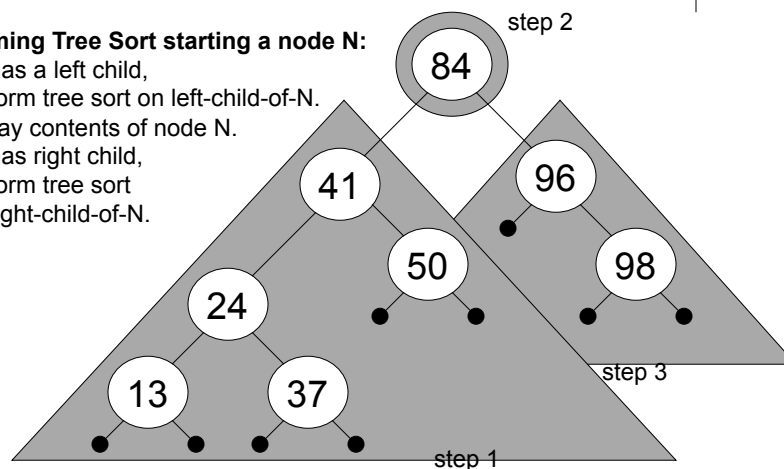 ming Tree Sort starting a node N:
as a left child,
orm tree sort on left-child-of-N.
ay contents of node N.
as right child,
orm tree sort
ght-child-of-N.
step 2
84
41
96
50
98
24
13
37
step 3
step 1